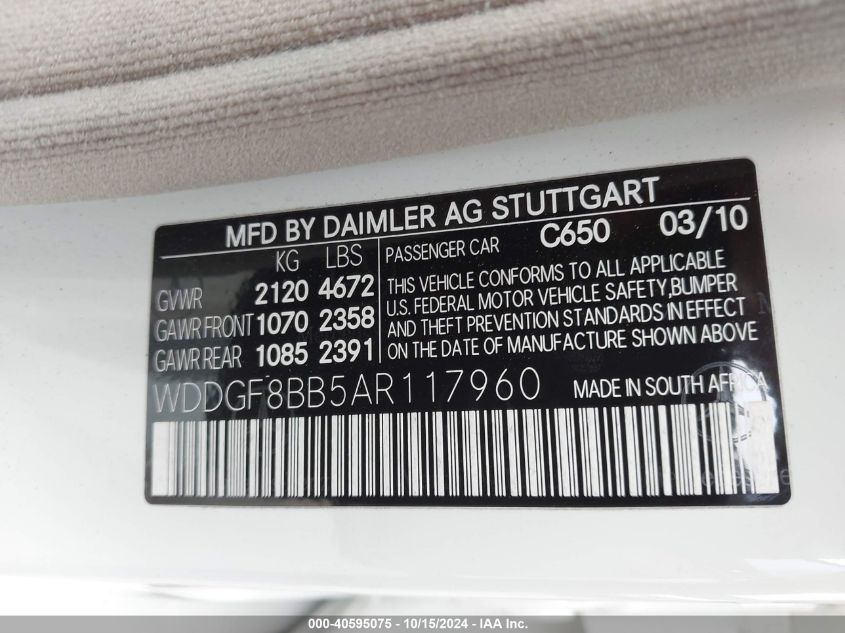 MFD BY DAIMLER AG STUTTGART
KG LBS PASSENGER CAR C650 03/10
GVWR 2120 4672
GAWR FRONT 1070 2358
GAWR REAR 1085 2391
THIS VEHICLE CONFORMS TO ALL APPLICABLE
U.S. FEDERAL MOTOR VEHICLE SAFETY, BUMPER
AND THEFT PREVENTION STANDARDS IN EFFECT
ON THE DATE OF MANUFACTURE SHOWN ABOVE
WDDGF8BB5AR117960 MADE IN SOUTH AFRICA
000-40595075 - 10/15/2024 - IAA Inc.